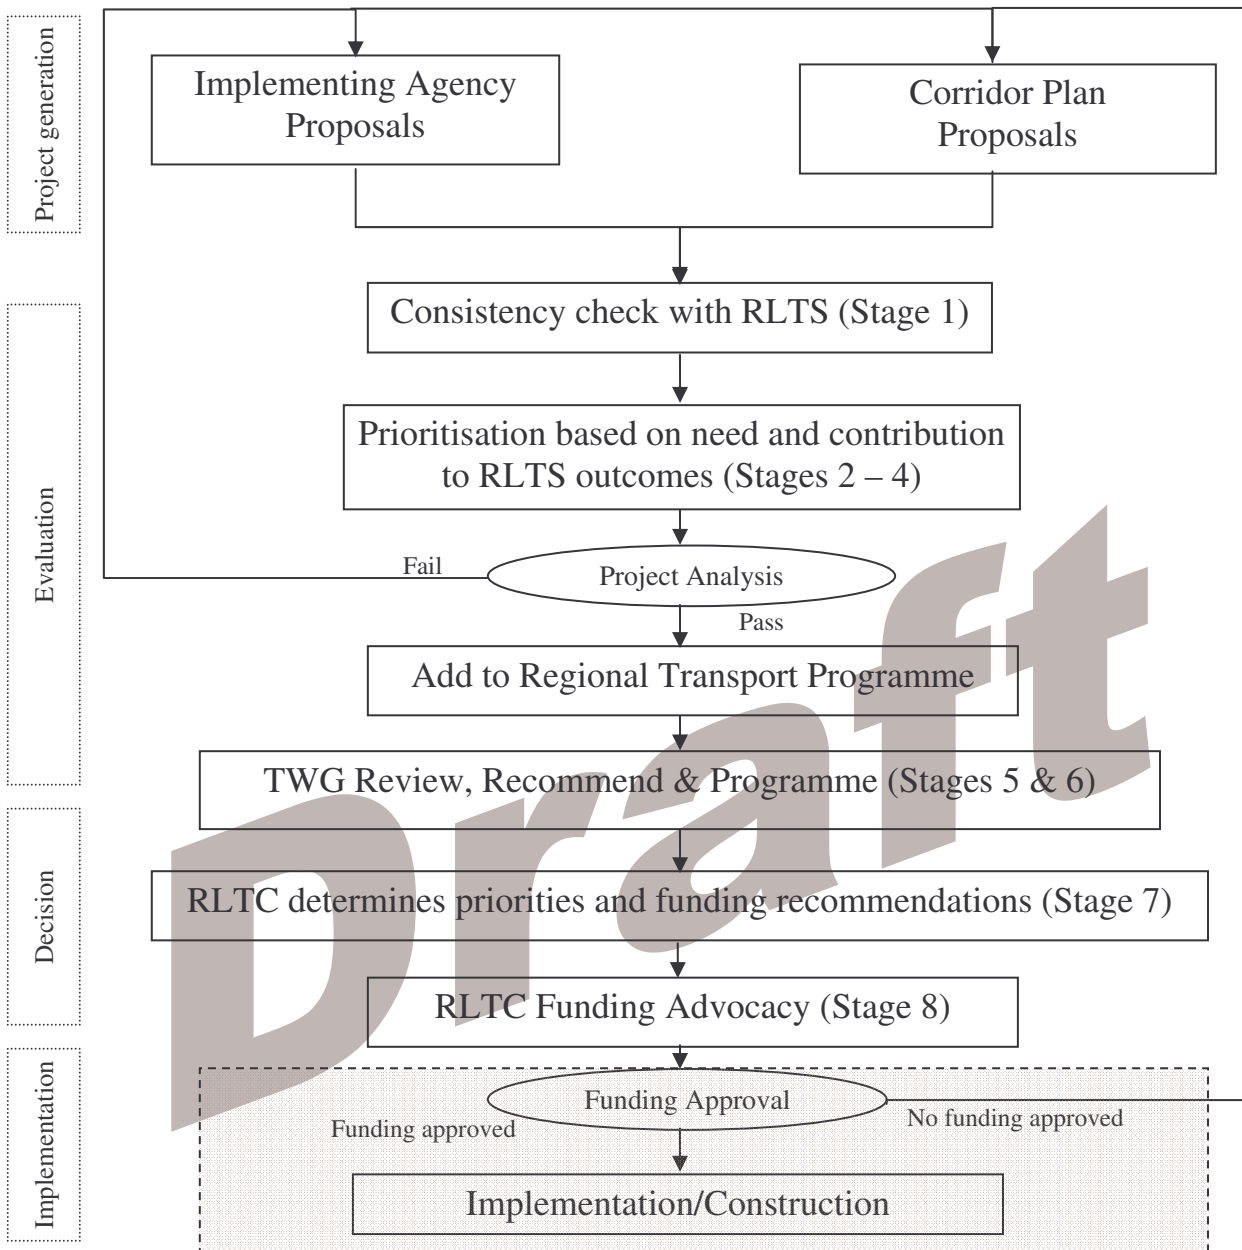 Project generation
Implementing Agency
Proposals
Corridor Plan
Proposals
Evaluation
Consistency check with RLTS (Stage 1)
Prioritisation based on need and contribution
to RLTS outcomes (Stages 2 – 4)
Fail
Project Analysis
Pass
Add to Regional Transport Programme
TWG Review, Recommend & Programme (Stages 5 & 6)
Decision
RLTC determines priorities and funding recommendations (Stage 7)
RLTC Funding Advocacy (Stage 8)
Implementation
Funding Approval
Funding approved
No funding approved
Implementation/Construction
Draft